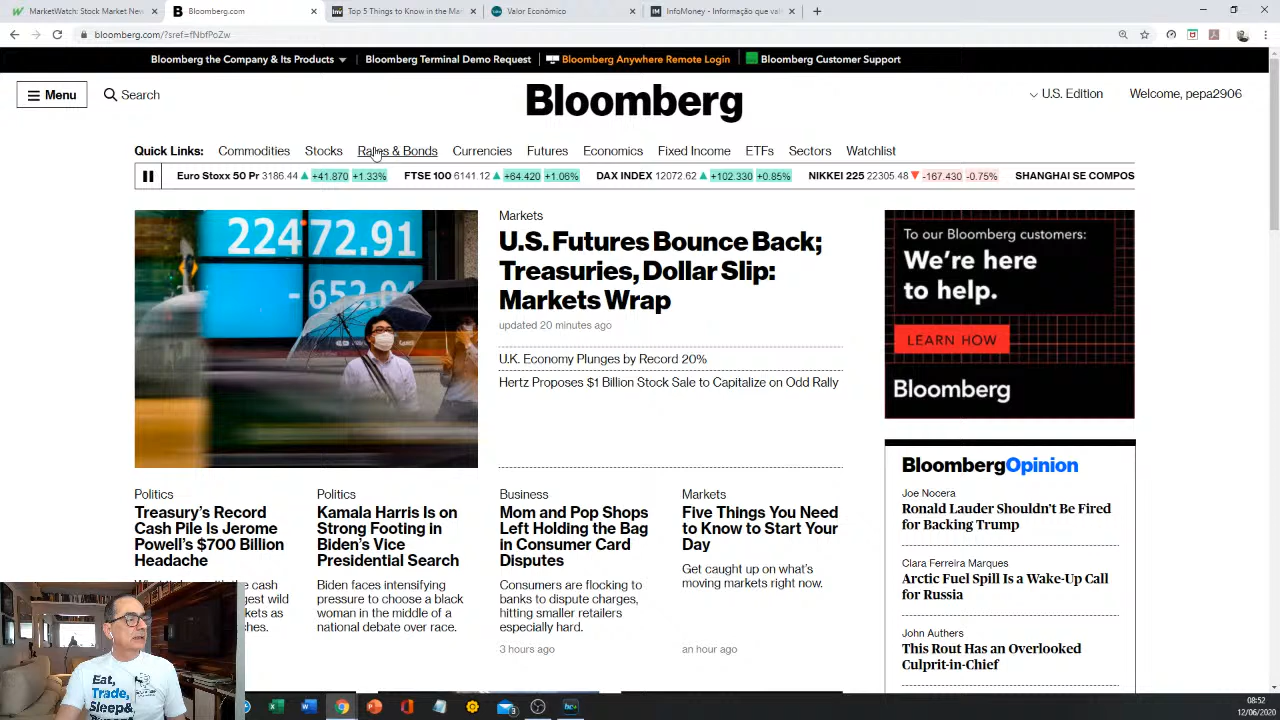 MarketWatch: Stock Market New
Bloomberg.com
Top 5 Things to Know in the Ma
Valor Econômico
InfoMoney - Informação que val
bloomberg.com/?sref=fNbfPoZw
Bloomberg the Company & Its Products
Bloomberg Terminal Demo Request
Bloomberg Anywhere Remote Login
Bloomberg Customer Support
Menu
Search
Bloomberg
U.S. Edition
Welcome, pepa2906
Quick Links: Commodities Stocks Rates & Bonds Currencies Futures Economics Fixed Income ETFs Sectors Watchlist
Euro Stoxx 50 Pr 3186.44 +41.870 +1.33% FTSE 100 6141.12 +64.420 +1.06% DAX INDEX 12072.62 +102.330 +0.85% NIKKEI 225 22305.48 -167.430 -0.75% SHANGHAI SE COMPOS
22472.91
-652.04
Markets
U.S. Futures Bounce Back;
Treasuries, Dollar Slip:
Markets Wrap
updated 20 minutes ago
U.K. Economy Plunges by Record 20%
Hertz Proposes $1 Billion Stock Sale to Capitalize on Odd Rally
To our Bloomberg customers:
We're here
to help.
LEARN HOW
Bloomberg
Politics
Treasury's Record
Cash Pile Is Jerome
Powell's $700 Billion
Headache
the cash
gest wild
kets as
ches.
Politics
Kamala Harris Is on
Strong Footing in
Biden's Vice
Presidential Search
Biden faces intensifying
pressure to choose a black
woman in the middle of a
national debate over race.
Business
Mom and Pop Shops
Left Holding the Bag
in Consumer Card
Disputes
Consumers are flocking to
banks to dispute charges,
hitting smaller retailers
especially hard.
3 hours ago
Markets
Five Things You Need
to Know to Start Your
Day
Get caught up on what's
moving markets right now.
an hour ago
BloombergOpinion
Joe Nocera
Ronald Lauder Shouldn't Be Fired
for Backing Trump
Clara Ferreira Marques
Arctic Fuel Spill Is a Wake-Up Call
for Russia
John Authers
This Rout Has an Overlooked
Culprit-in-Chief
Eat,
Trade,
Sleep&
08:52
12/06/2020